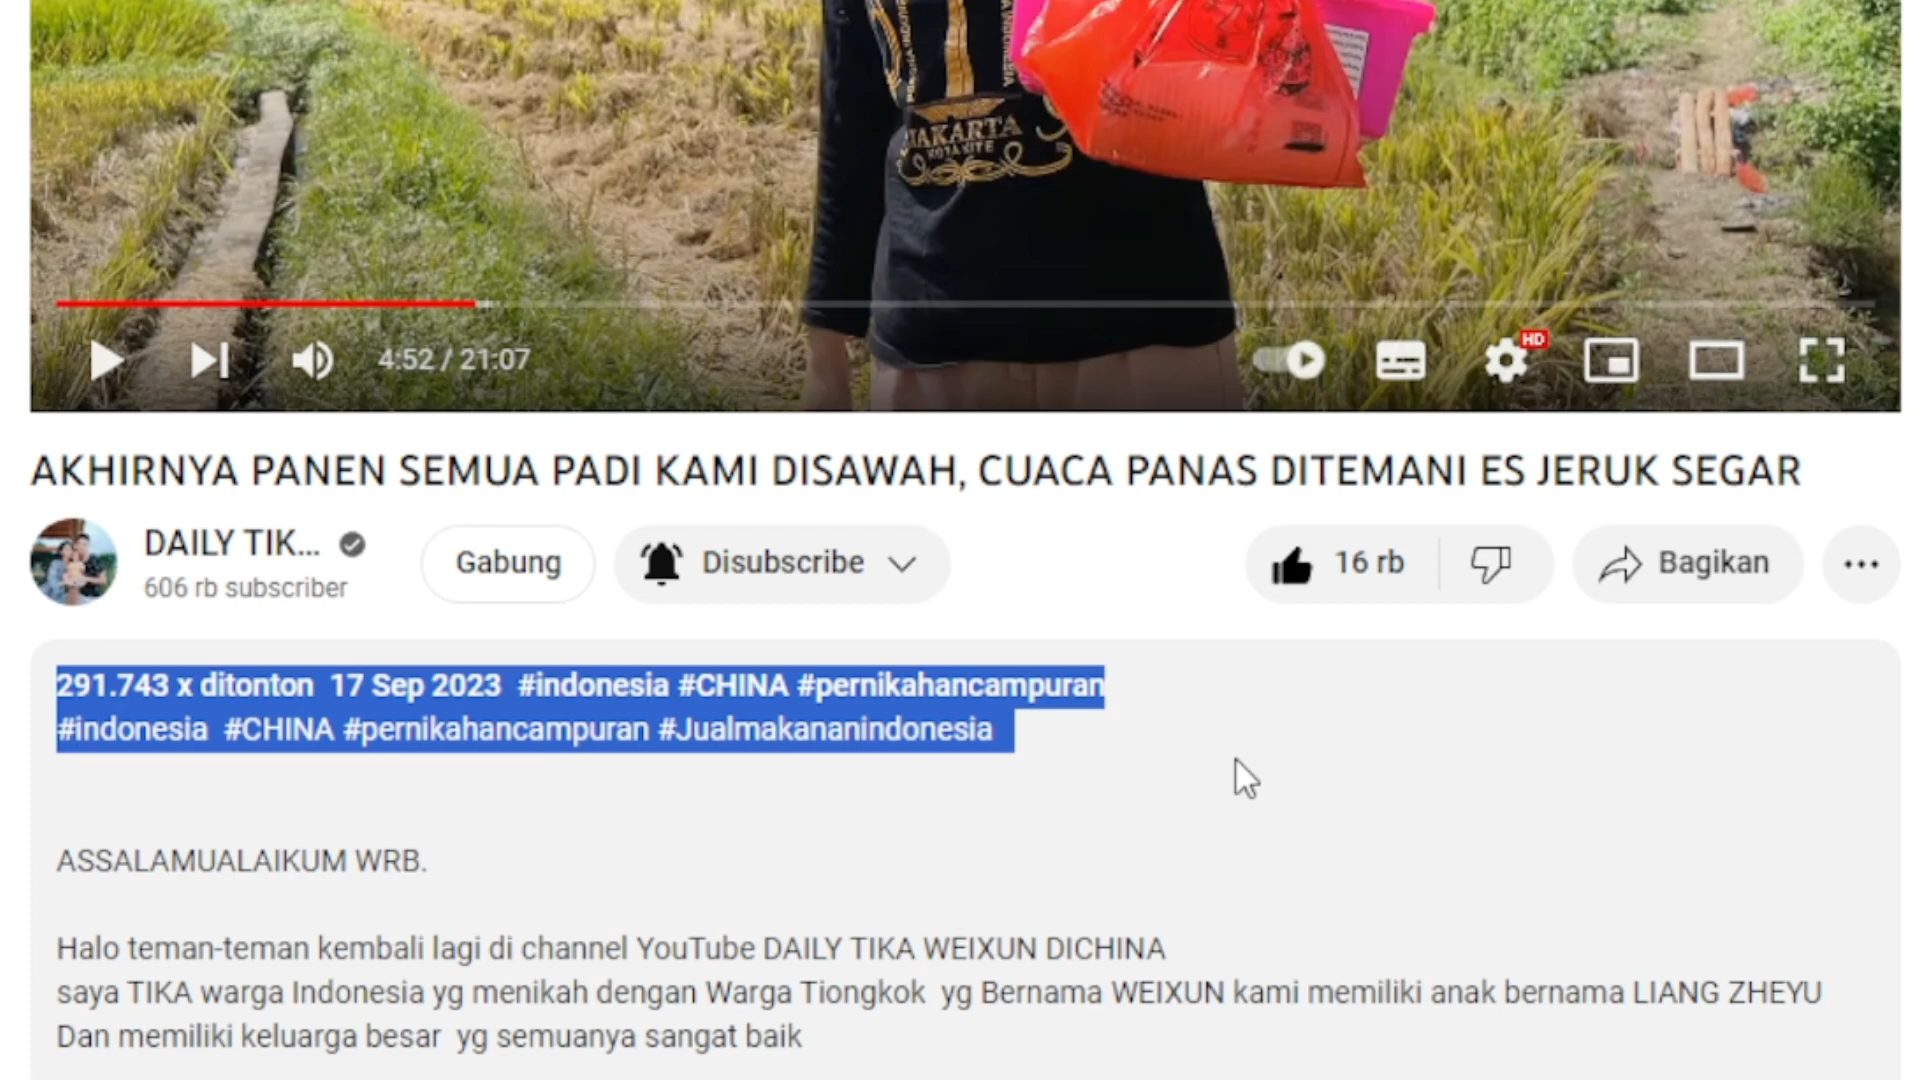 JAKARTA
KOTA KITE
HD
4:52 / 21:07
AKHIRNYA PANEN SEMUA PADI KAMI DISAWAH, CUACA PANAS DITEMANI ES JERUK SEGAR
DAILY TIK...
606 rb subscriber
Gabung
Disubscribe
16 rb
Bagikan
291.743 x ditonton 17 Sep 2023 #indonesia #CHINA #pernikahancampuran
#indonesia #CHINA #pernikahancampuran #Jualmakananindonesia
ASSALAMUALAIKUM WRB.
Halo teman-teman kembali lagi di channel YouTube DAILY TIKA WEIXUN DICHINA
saya TIKA warga Indonesia yg menikah dengan Warga Tiongkok yg Bernama WEIXUN kami memiliki anak bernama LIANG ZHEYU
Dan memiliki keluarga besar yg semuanya sangat baik